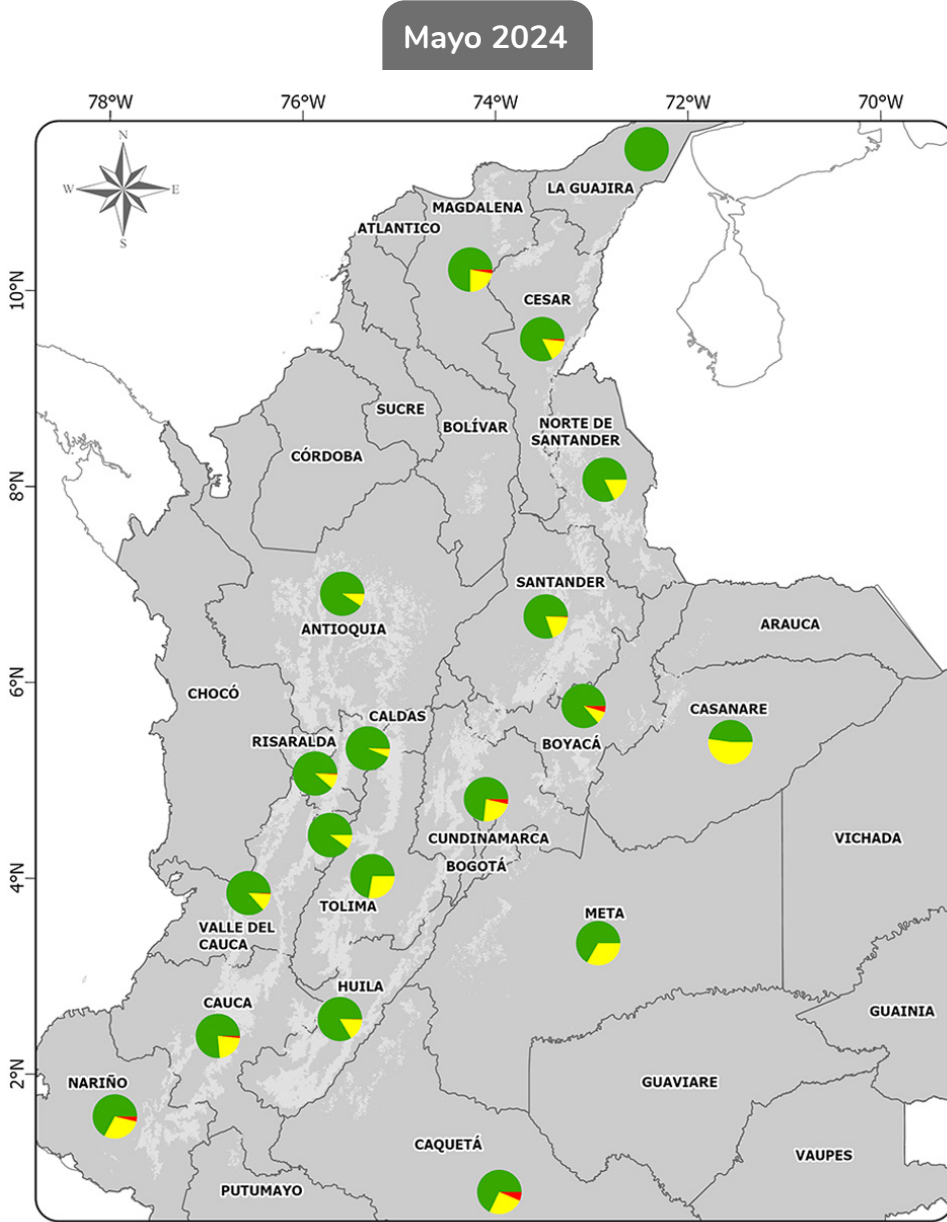 Mayo 2024
78°W
76°W
74°W
72°W
70°W
N
W
E
S
10°N
8°N
6°N
4°N
2°N
LA GUAJIRA
MAGDALENA
ATLANTICO
CESAR
SUCRE
BOLÍVAR
NORTE DE
SANTANDER
CÓRDOBA
SANTANDER
ANTIOQUIA
ARAUCA
CHOCÓ
CALDAS
CASANARE
RISARALDA
BOYACÁ
CUNDINAMARCA
VICHADA
BOGOTÁ
TOLIMA
META
VALLE DEL
CAUCA
HUILA
CAUCA
GUAINIA
NARIÑO
GUAVIARE
CAQUETÁ
VAUPES
PUTUMAYO